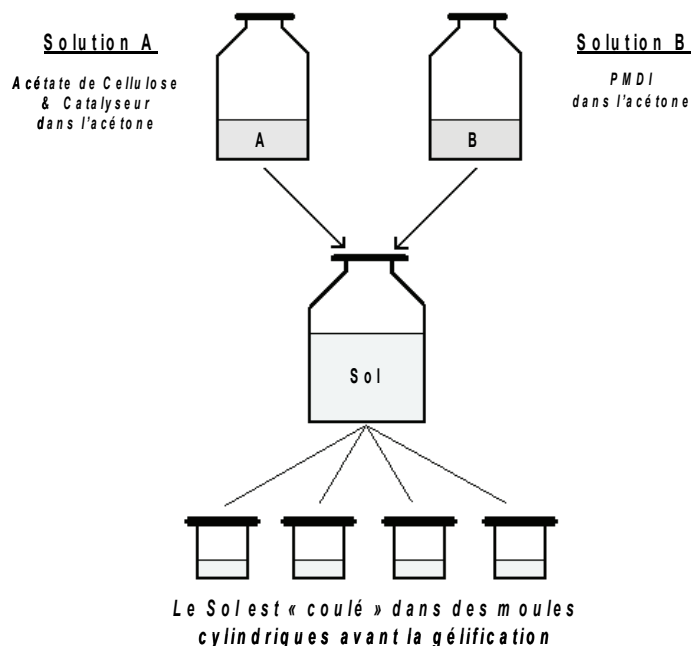 Solution A
Acétate de Cellulose
& Catalyseur
dans l'acétone
Solution B
PMDI
dans l'acétone
A
B
Sol
Le Sol est « coulé » dans des moules
cylindriques avant la gélification